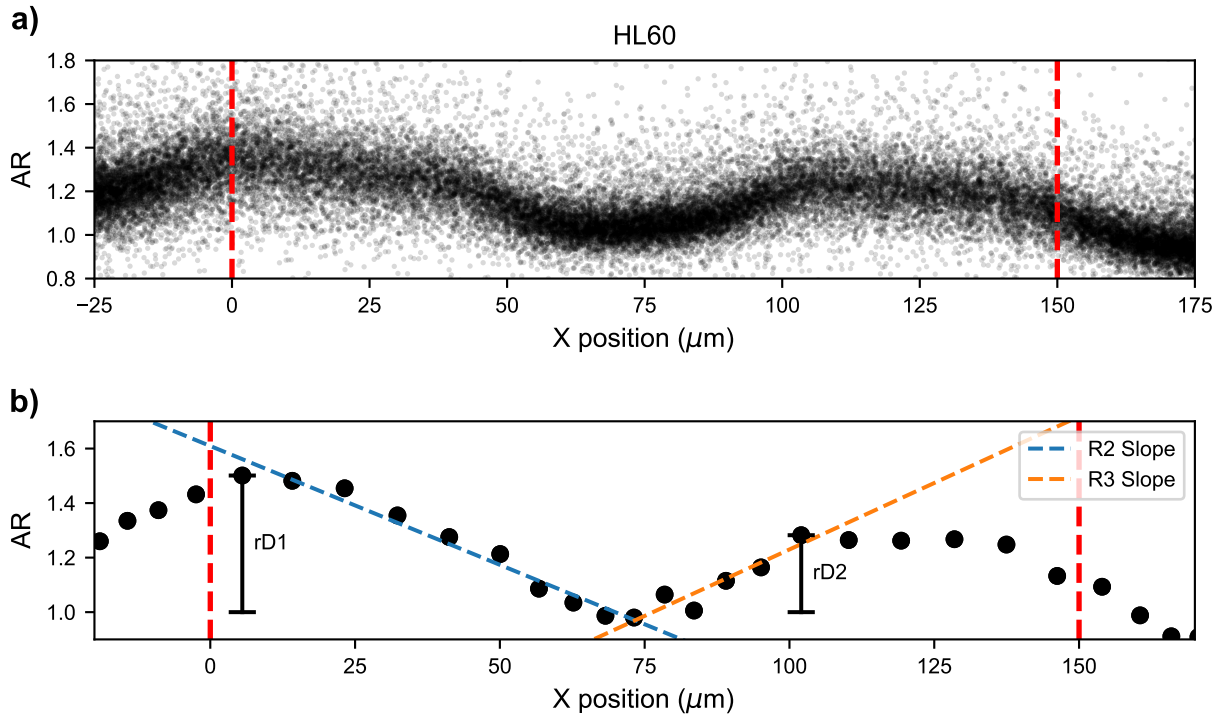 a)
HL60
1.8
1.6
1.4
1.2
1.0
0.8
AR
−25 0 25 50 75 100 125 150 175
X position (μm)
b)
1.6
1.4
1.2
1.0
AR
rD1
rD2
R2 Slope
R3 Slope
0 25 50 75 100 125 150
X position (μm)